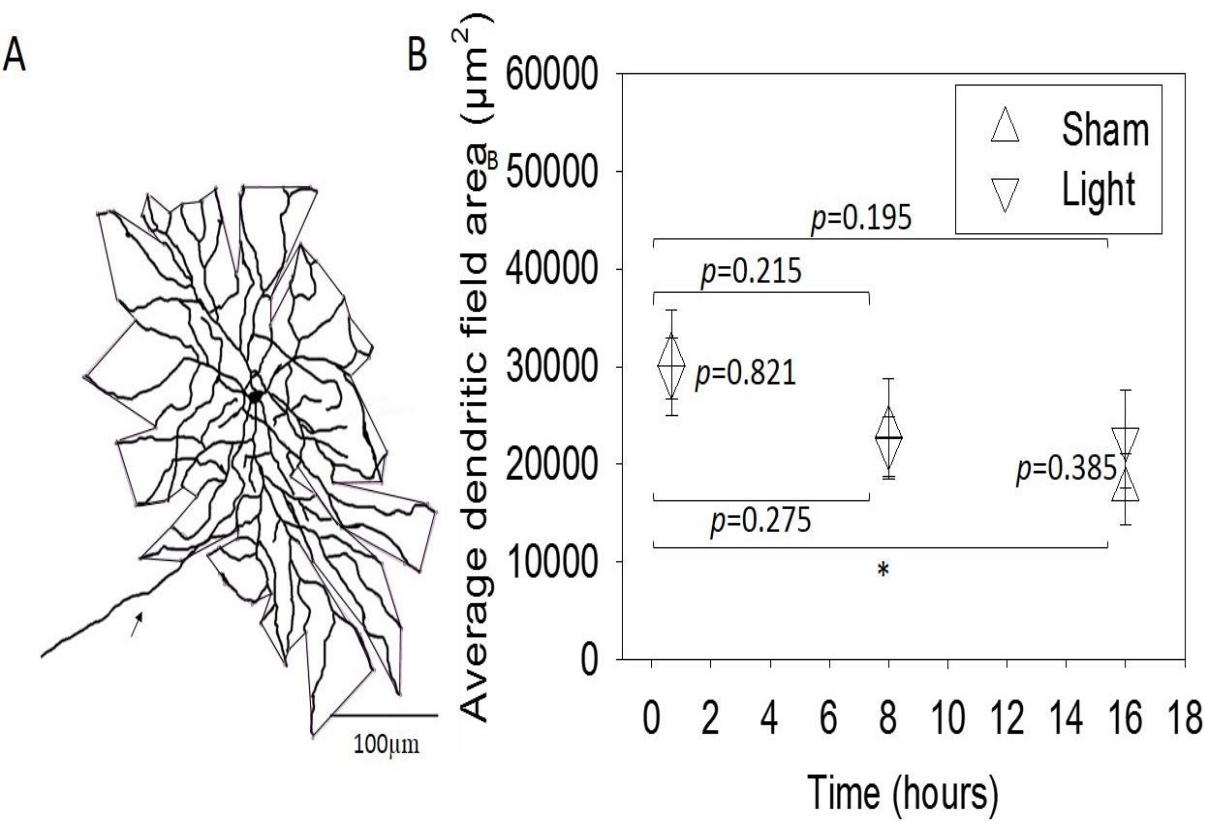 A
B
Average dendritic field area (µm²)
B
60000
50000
40000
30000
20000
10000
0
Sham
Light
p=0.195
p=0.215
p=0.821
p=0.385
p=0.275
*
0 2 4 6 8 10 12 14 16 18
Time (hours)
100µm